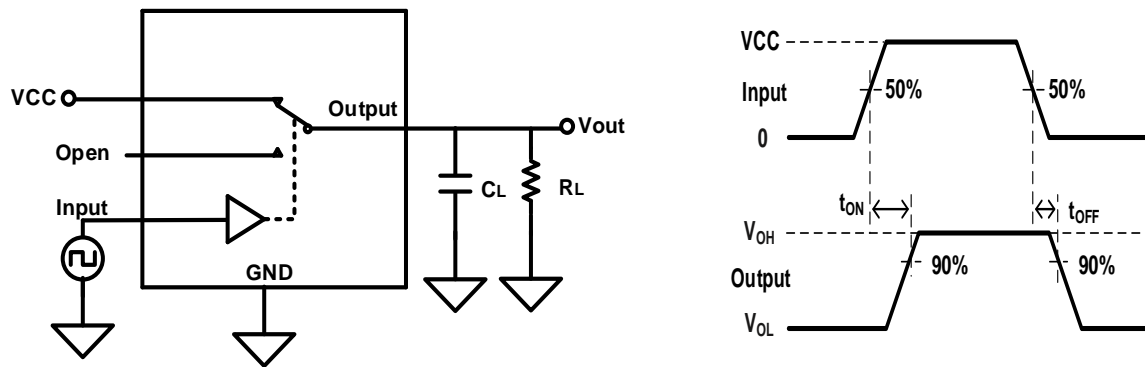 VCC
Output
Vout
Open
CL
RL
Input
GND
VCC
50%
50%
Input
0
tON
tOFF
VOH
90%
90%
Output
VOL